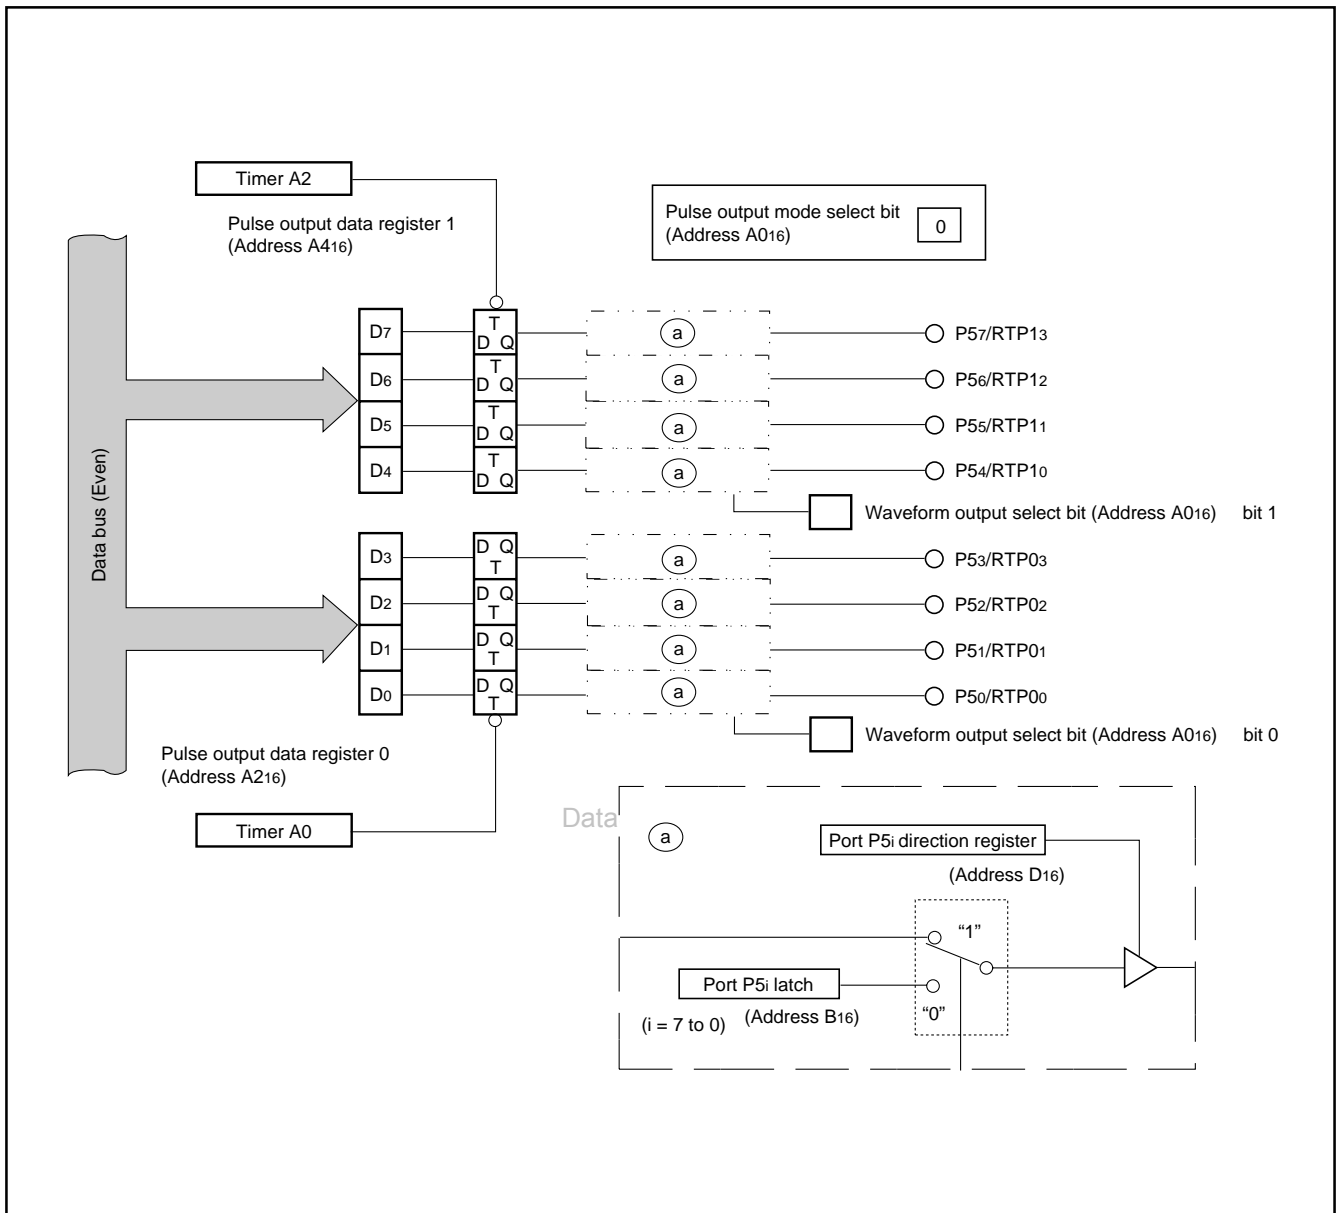 Timer A2
Pulse output data register 1
(Address A416)
Pulse output mode select bit
(Address A016)
0
Data bus (Even)
D7
T
D Q
a
P57/RTP13
D6
T
D Q
a
P56/RTP12
D5
T
D Q
a
P55/RTP11
D4
T
D Q
a
P54/RTP10
Waveform output select bit (Address A016) bit 1
D3
D Q
T
a
P53/RTP03
D2
D Q
T
a
P52/RTP02
D1
D Q
T
a
P51/RTP01
D0
D Q
T
a
P50/RTP00
Waveform output select bit (Address A016) bit 0
Pulse output data register 0
(Address A216)
Timer A0
Data
a
Port P5i direction register
(Address D16)
“1”
Port P5i latch
(Address B16)
“0”
(i = 7 to 0)